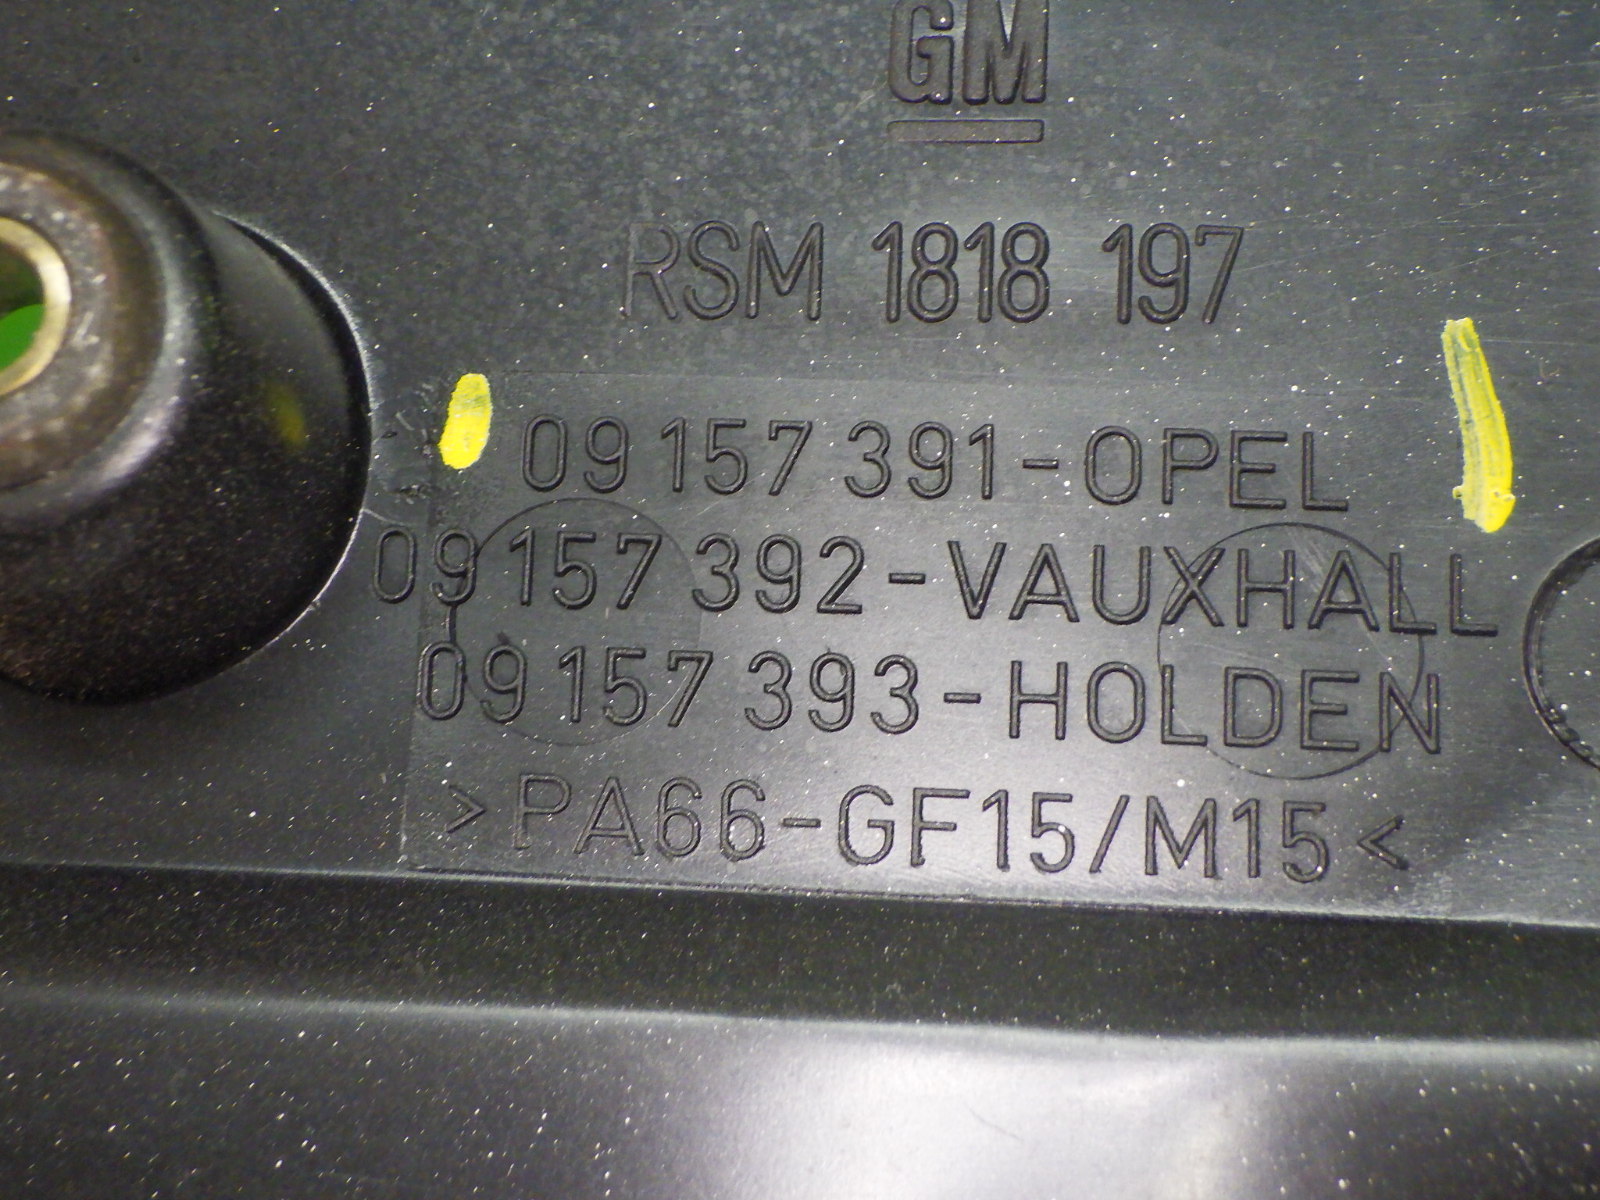 GM
RSM 1818 197
09 157 391-OPEL
09 157 392-VAUXHALL
09 157 393-HOLDEN
>PA66-GF15/M15<